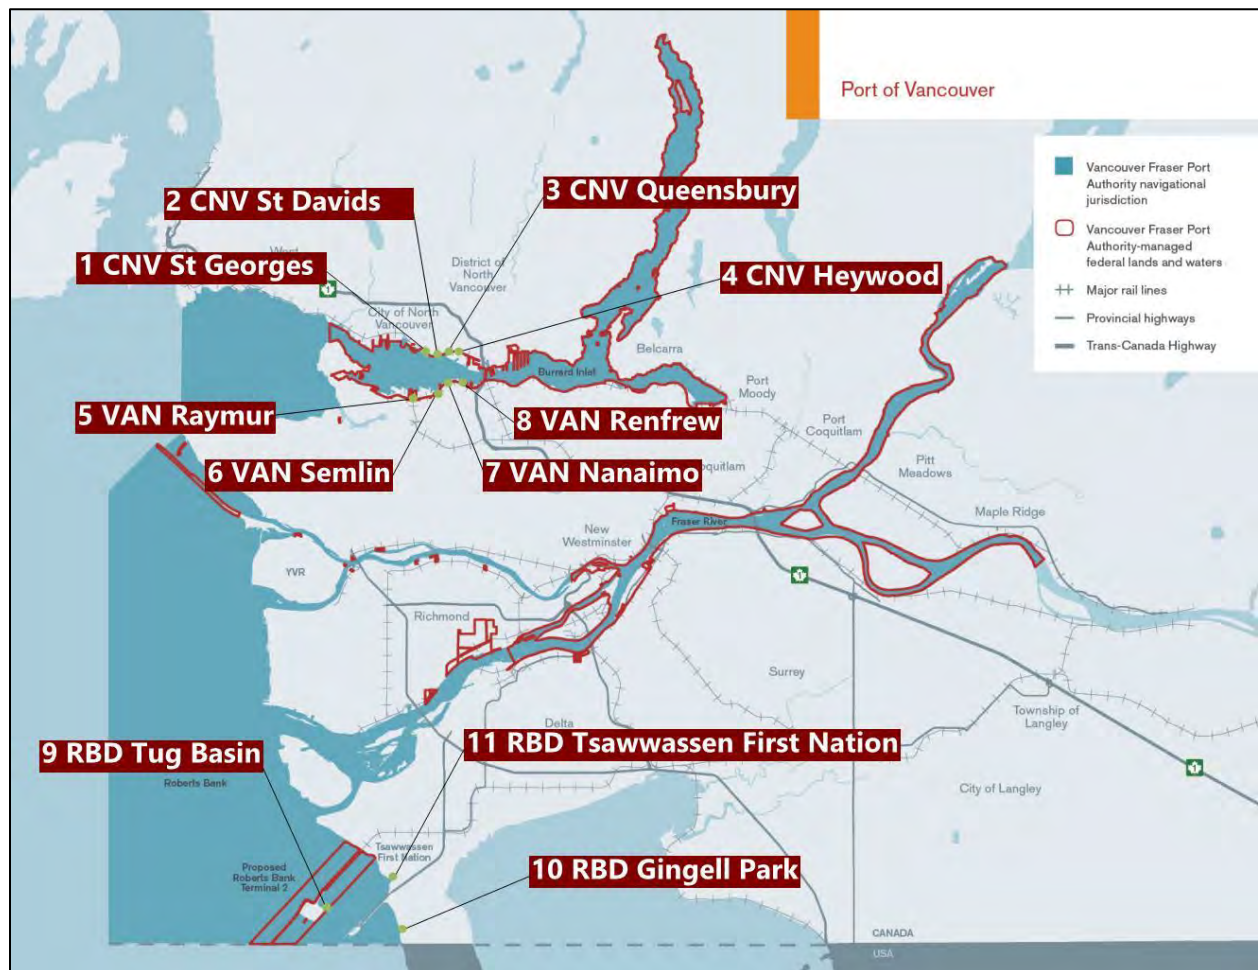 Port of Vancouver
Vancouver Fraser Port
Authority navigational
jurisdiction
Vancouver Fraser Port
Authority-managed
federal lands and waters
Major rail lines
Provincial highways
Trans-Canada Highway
3 CNV Queensbury
2 CNV St Davids
West
District of
North
Vancouver
1 CNV St Georges
4 CNV Heywood
1
City of North
Vancouver
Belcarra
Burrard Inlet
Port
Moody
5 VAN Raymur
8 VAN Renfrew
Port
Coquitlam
6 VAN Semlin
7 VAN Nanaimo
oquitlam
Pitt
Meadows
Maple Ridge
New
Westminster
Fraser River
YVR
1
Richmond
Surrey
Township of
Langley
Delta
9 RBD Tug Basin
11 RBD Tsawwassen First Nation
1
Roberts Bank
City of Langley
Tsawwassen
First Nation
Proposed
Roberts Bank
Terminal 2
10 RBD Gingell Park
CANADA
USA